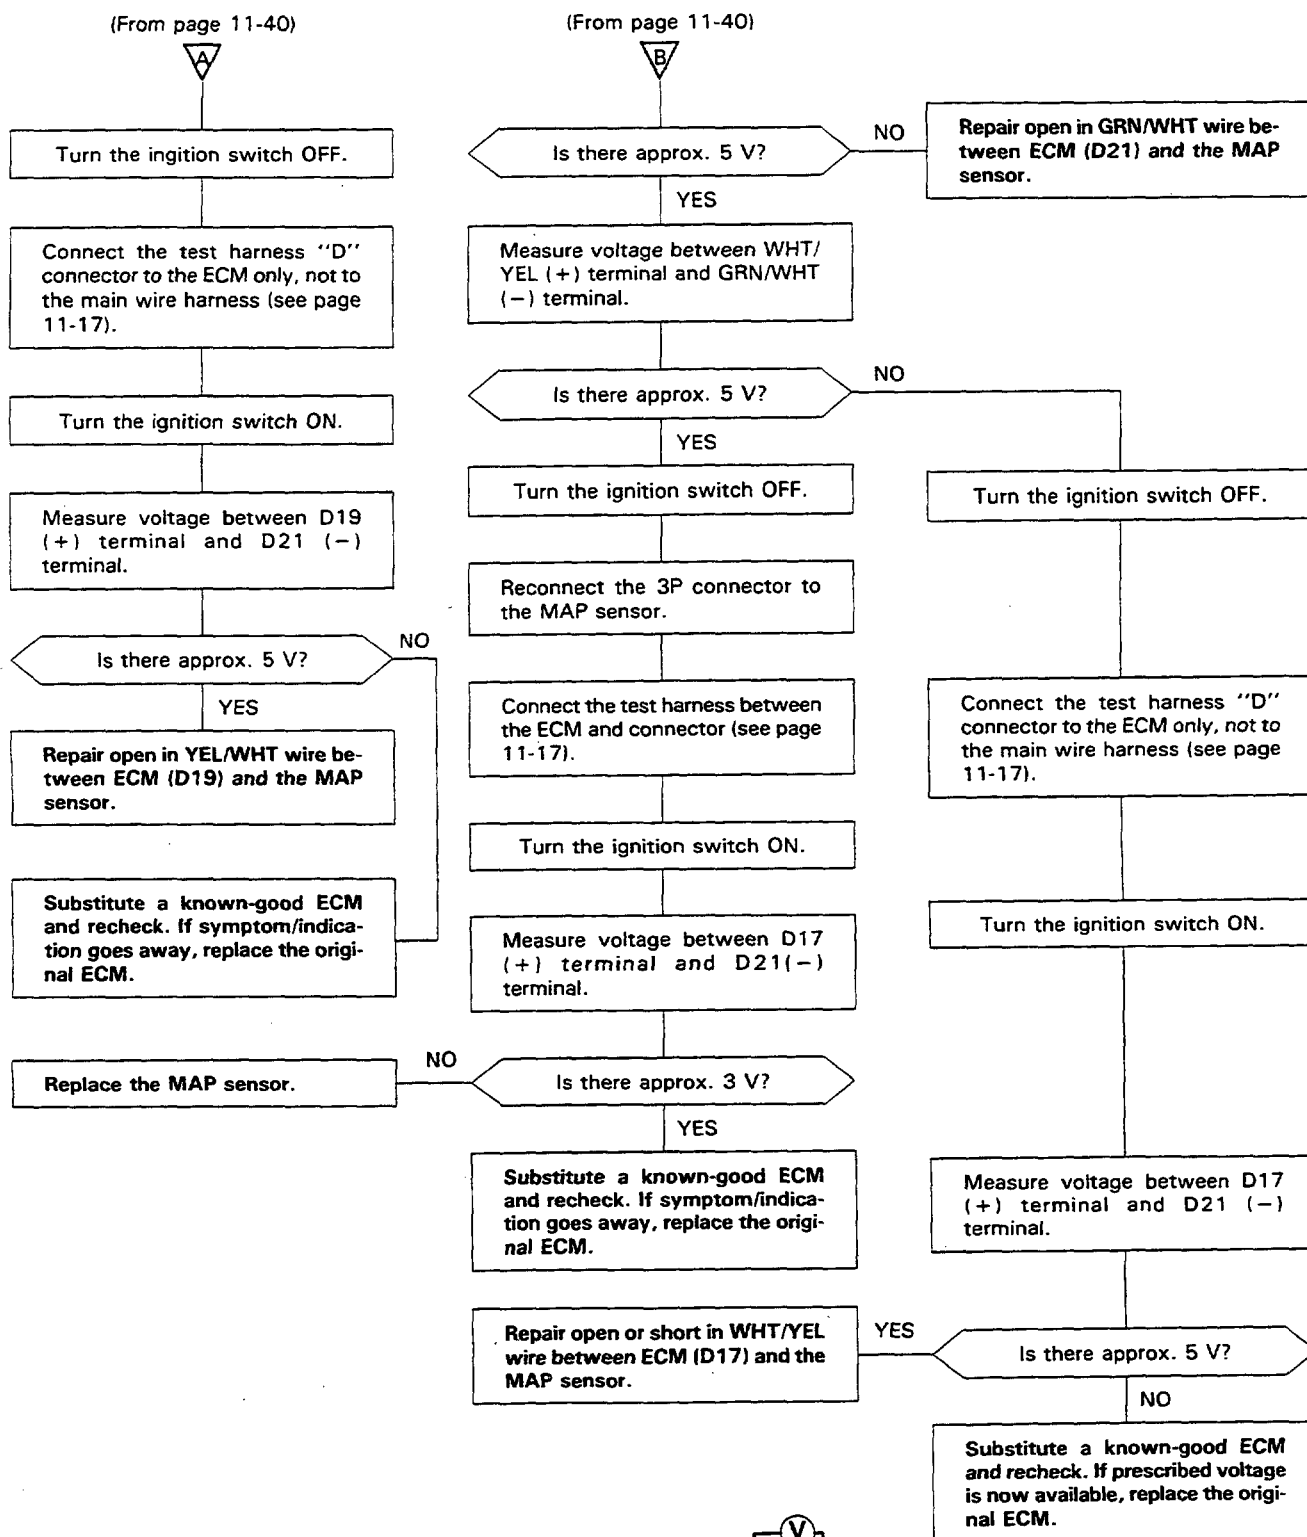 (From page 11-40)
A
Turn the ingition switch OFF.
Connect the test harness "D"
connector to the ECM only, not to
the main wire harness (see page
11-17).
Turn the ignition switch ON.
Measure voltage between D19
(+) terminal and D21 (−)
terminal.
Is there approx. 5 V?
NO
YES
Repair open in YEL/WHT wire be-
tween ECM (D19) and the MAP
sensor.
Substitute a known-good ECM
and recheck. If symptom/indica-
tion goes away, replace the origi-
nal ECM.
(From page 11-40)
B
Is there approx. 5 V?
NO
Repair open in GRN/WHT wire be-
tween ECM (D21) and the MAP
sensor.
YES
Measure voltage between WHT/
YEL (+) terminal and GRN/WHT
(−) terminal.
Is there approx. 5 V?
NO
YES
Turn the ignition switch OFF.
Reconnect the 3P connector to
the MAP sensor.
Connect the test harness between
the ECM and connector (see page
11-17).
Turn the ignition switch ON.
Measure voltage between D17
(+) terminal and D21(−)
terminal.
Is there approx. 3 V?
NO
Replace the MAP sensor.
YES
Substitute a known-good ECM
and recheck. If symptom/indica-
tion goes away, replace the origi-
nal ECM.
Turn the ignition switch OFF.
Connect the test harness "D"
connector to the ECM only, not to
the main wire harness (see page
11-17).
Turn the ignition switch ON.
Measure voltage between D17
(+) terminal and D21 (−)
terminal.
Is there approx. 5 V?
YES
Repair open or short in WHT/YEL
wire between ECM (D17) and the
MAP sensor.
NO
Substitute a known-good ECM
and recheck. If prescribed voltage
is now available, replace the origi-
nal ECM.
V